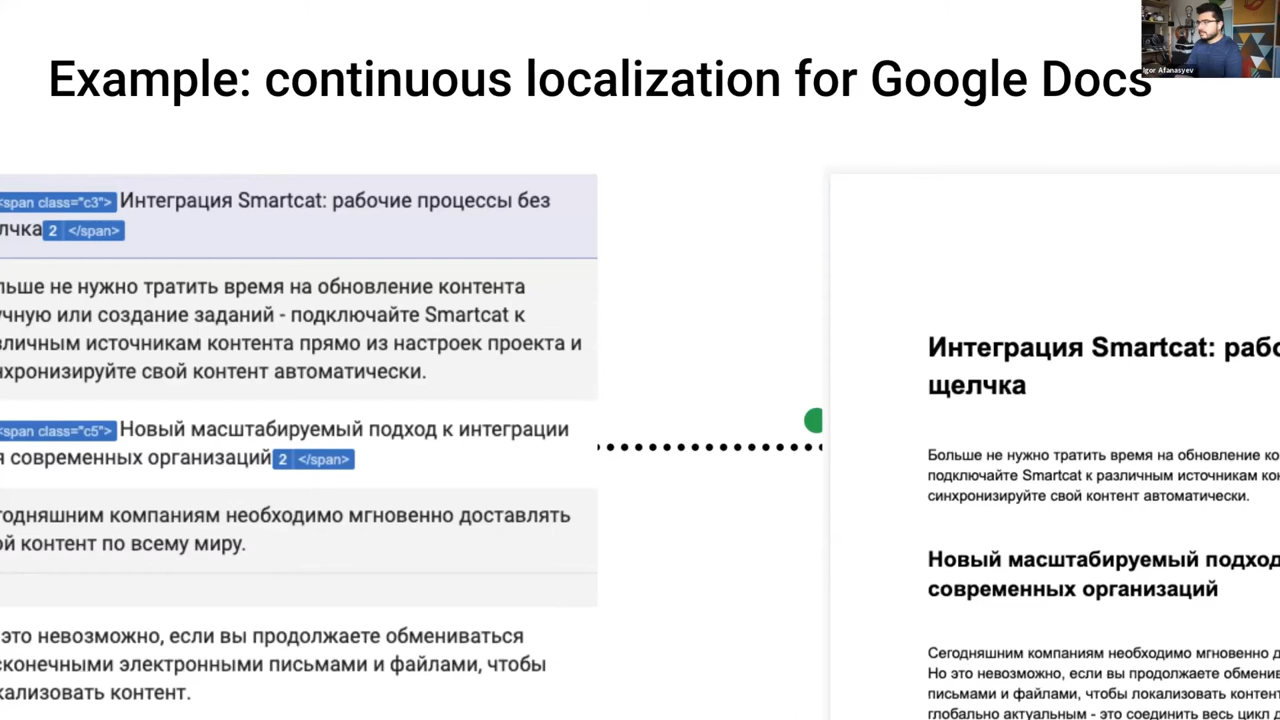 Example: continuous localization for Google Docs
Igor Afanasyev
<span class="c3"> Интеграция Smartcat: рабочие процессы без
лчка 2 </span>
льше не нужно тратить время на обновление контента
учную или создание заданий - подключайте Smartcat к
зличным источникам контента прямо из настроек проекта и
нхронизируйте свой контент автоматически.
<span class="c5"> Новый масштабируемый подход к интеграции
я современных организаций 2 </span>
годняшним компаниям необходимо мгновенно доставлять
ой контент по всему миру.
это невозможно, если вы продолжаете обмениваться
сконечными электронными письмами и файлами, чтобы
кализовать контент.
Интеграция Smartcat: рабо
щелчка
Больше не нужно тратить время на обновление ко
подключайте Smartcat к различным источникам кон
синхронизируйте свой контент автоматически.
Новый масштабируемый подход
современных организаций
Сегодняшним компаниям необходимо мгновенно д
Но это невозможно, если вы продолжаете обменив
письмами и файлами, чтобы локализовать контент
глобально актуальным - это соединить весь цикл д